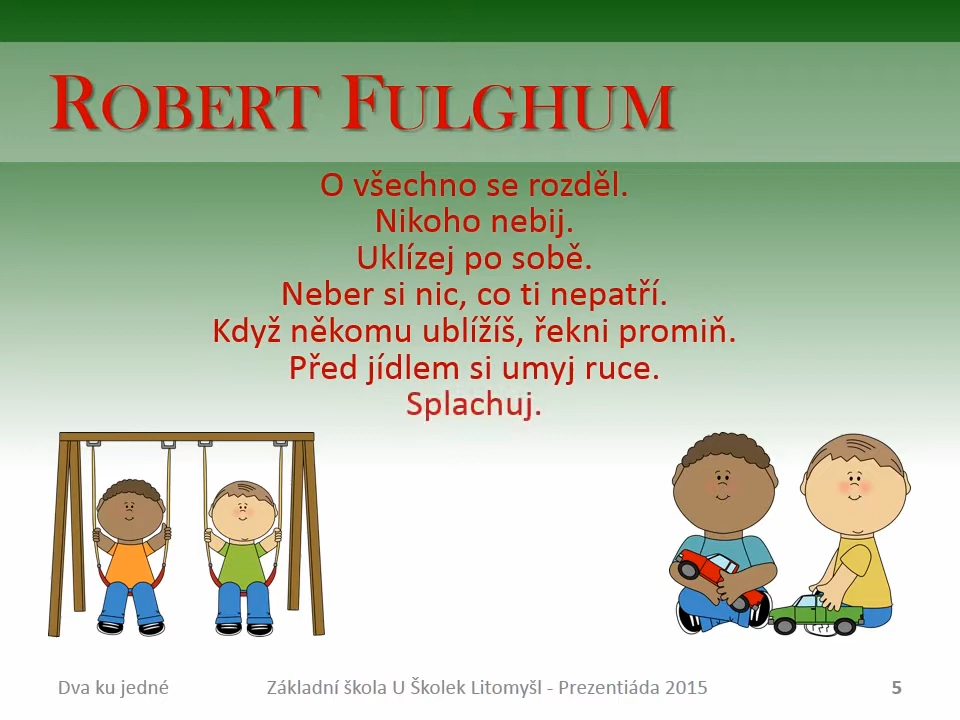 ROBERT FULGHUM
O všechno se rozděl.
Nikoho nebij.
Uklízej po sobě.
Neber si nic, co ti nepatří.
Když někomu ublížíš, řekni promiň.
Před jídlem si umyj ruce.
Splachuj.
Dva ku jedné
Základní škola U Školek Litomyšl - Prezentiáda 2015
5